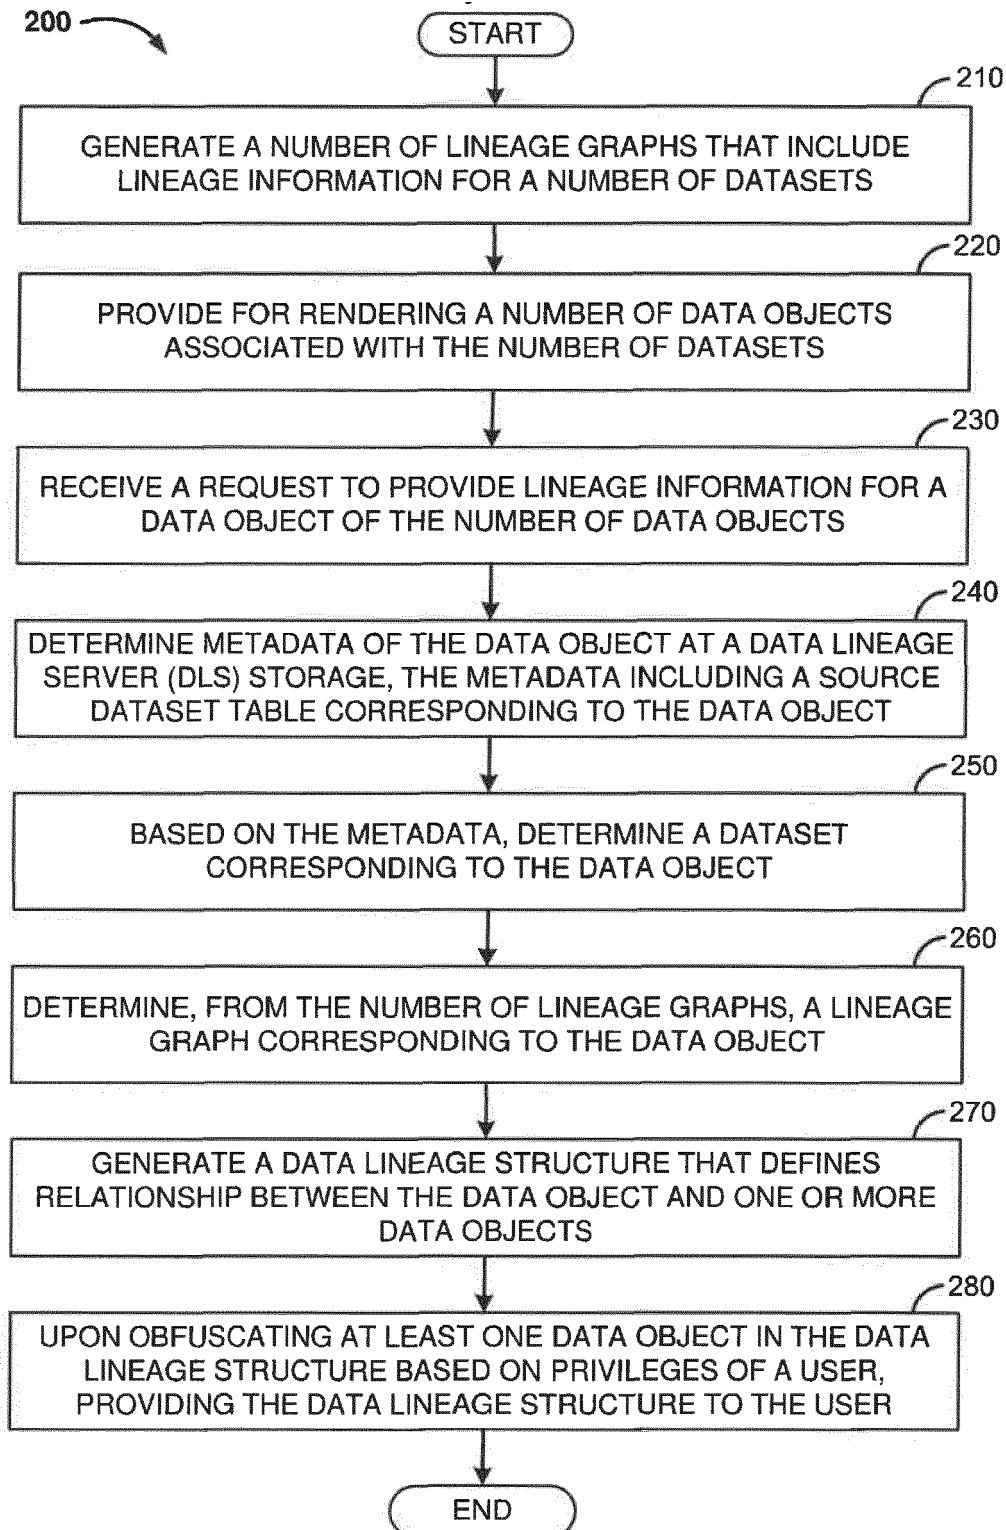 200
START
210
GENERATE A NUMBER OF LINEAGE GRAPHS THAT INCLUDE
LINEAGE INFORMATION FOR A NUMBER OF DATASETS
220
PROVIDE FOR RENDERING A NUMBER OF DATA OBJECTS
ASSOCIATED WITH THE NUMBER OF DATASETS
230
RECEIVE A REQUEST TO PROVIDE LINEAGE INFORMATION FOR A
DATA OBJECT OF THE NUMBER OF DATA OBJECTS
240
DETERMINE METADATA OF THE DATA OBJECT AT A DATA LINEAGE
SERVER (DLS) STORAGE, THE METADATA INCLUDING A SOURCE
DATASET TABLE CORRESPONDING TO THE DATA OBJECT
250
BASED ON THE METADATA, DETERMINE A DATASET
CORRESPONDING TO THE DATA OBJECT
260
DETERMINE, FROM THE NUMBER OF LINEAGE GRAPHS, A LINEAGE
GRAPH CORRESPONDING TO THE DATA OBJECT
270
GENERATE A DATA LINEAGE STRUCTURE THAT DEFINES
RELATIONSHIP BETWEEN THE DATA OBJECT AND ONE OR MORE
DATA OBJECTS
280
UPON OBFUSCATING AT LEAST ONE DATA OBJECT IN THE DATA
LINEAGE STRUCTURE BASED ON PRIVILEGES OF A USER,
PROVIDING THE DATA LINEAGE STRUCTURE TO THE USER
END